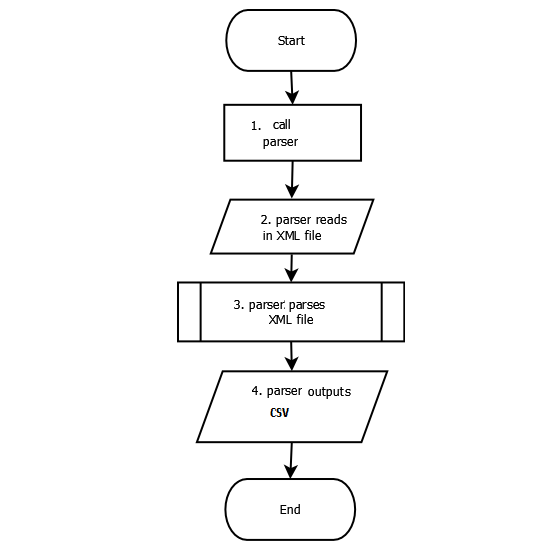 Start
1. call
parser
2. parser reads
in XML file
3. parser parses
XML file
4. parser outputs
CSV
End